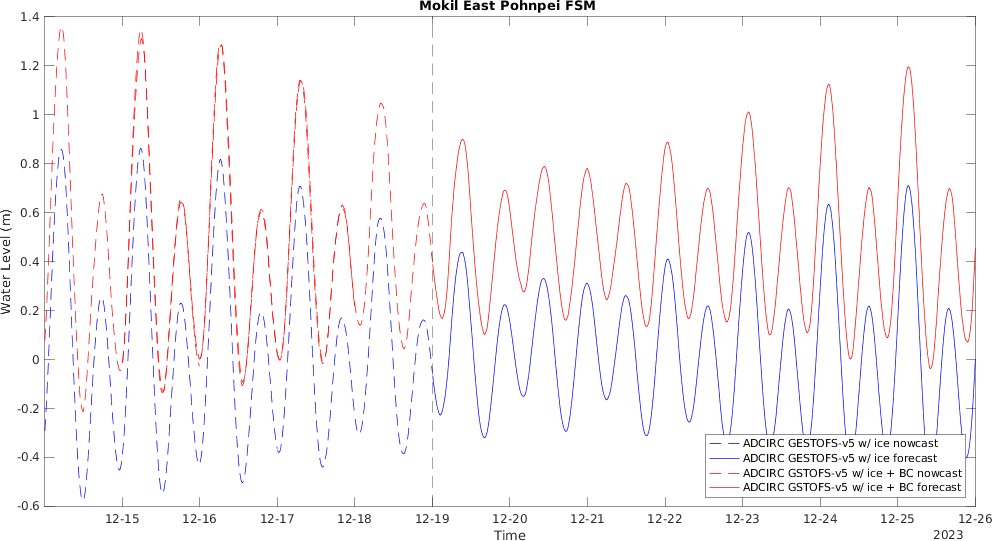 Mokil East Pohnpei FSM
Water Level (m)
1.4
1.2
1
0.8
0.6
0.4
0.2
0
-0.2
-0.4
-0.6
ADCIRC GESTOFS-v5 w/ ice nowcast
ADCIRC GESTOFS-v5 w/ ice forecast
ADCIRC GSTOFS-v5 w/ ice + BC nowcast
ADCIRC GSTOFS-v5 w/ ice + BC forecast
12-15 12-16 12-17 12-18 12-19 12-20 12-21 12-22 12-23 12-24 12-25 12-26
Time
2023